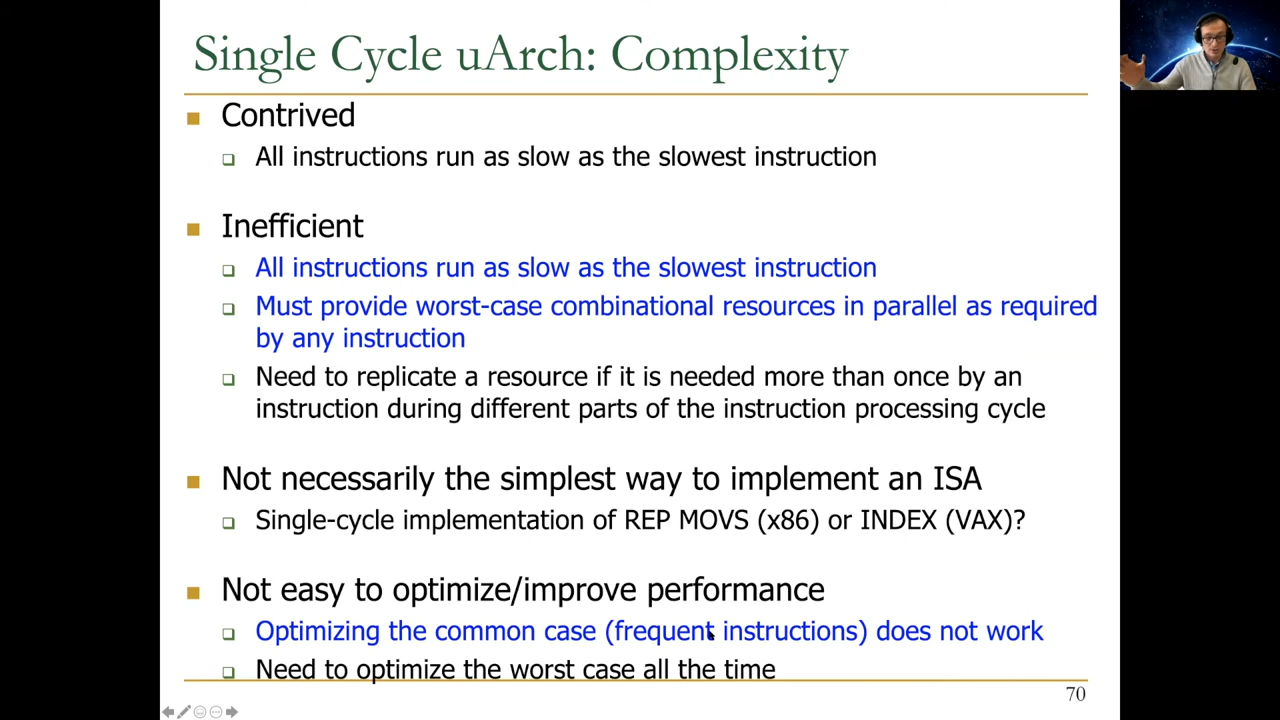 Single Cycle uArch: Complexity
Contrived
All instructions run as slow as the slowest instruction
Inefficient
All instructions run as slow as the slowest instruction
Must provide worst-case combinational resources in parallel as required
by any instruction
Need to replicate a resource if it is needed more than once by an
instruction during different parts of the instruction processing cycle
Not necessarily the simplest way to implement an ISA
Single-cycle implementation of REP MOVS (x86) or INDEX (VAX)?
Not easy to optimize/improve performance
Optimizing the common case (frequent instructions) does not work
Need to optimize the worst case all the time
70